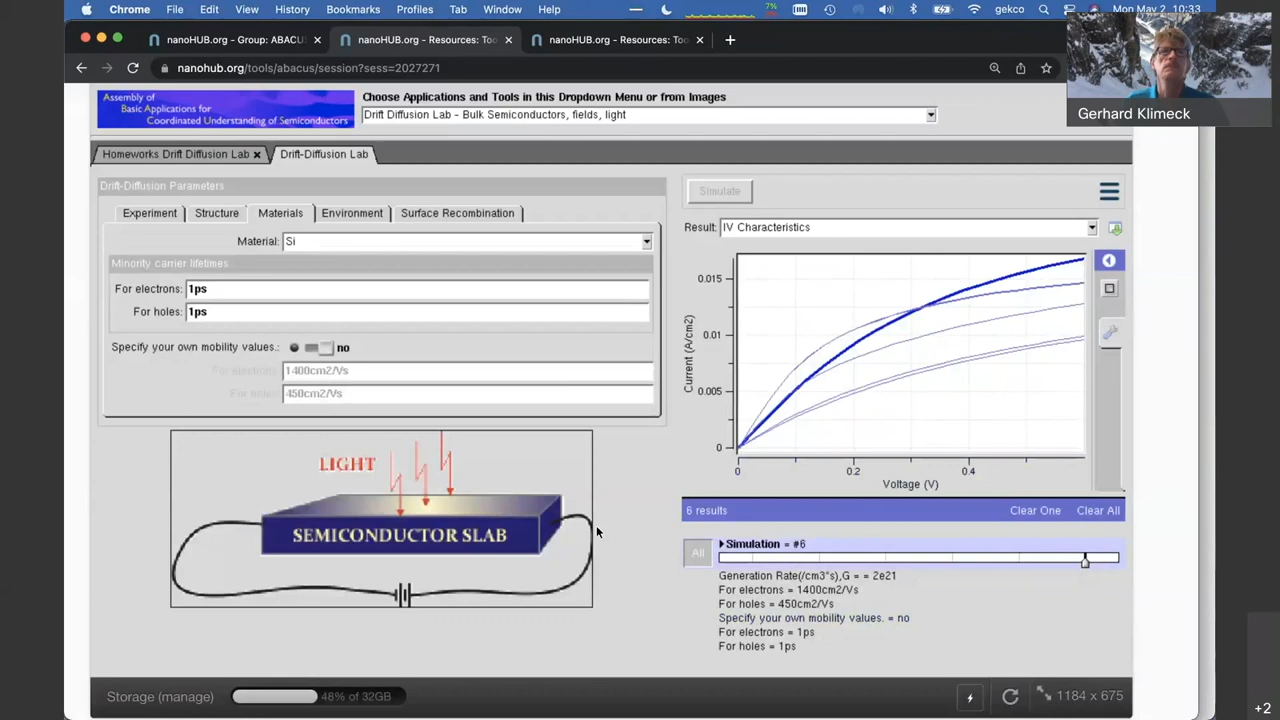 Chrome File Edit View History Bookmarks Profiles Tab Window Help 7% gekco Mon May 2 10:33
nanoHUB.org - Group: ABACUS × nanoHUB.org - Resources: Too × nanoHUB.org - Resources: Too × +
nanohub.org/tools/abacus/session?sess=2027271
Gerhard Klimeck
Assembly of
Basic Applications for
Coordinated Understanding of Semiconductors
Choose Applications and Tools in this Dropdown Menu or from Images
Drift Diffusion Lab - Bulk Semiconductors, fields, light
Homeworks Drift Diffusion Lab × Drift-Diffusion Lab
Drift-Diffusion Parameters
Experiment Structure Materials Environment Surface Recombination
Material: Si
Minority carrier lifetimes
For electrons: 1ps
For holes: 1ps
Specify your own mobility values.: no
For electrons: 1400cm2/Vs
For holes: 450cm2/Vs
LIGHT
SEMICONDUCTOR SLAB
Simulate
Result: IV Characteristics
Current (A/cm2)
0.015
0.01
0.005
0
0 0.2 0.4
Voltage (V)
6 results Clear One Clear All
All
Simulation = #6
Generation Rate(/cm3*s),G = = 2e21
For electrons = 1400cm2/Vs
For holes = 450cm2/Vs
Specify your own mobility values. = no
For electrons = 1ps
For holes = 1ps
Storage (manage) 48% of 32GB 1184 x 675
+2